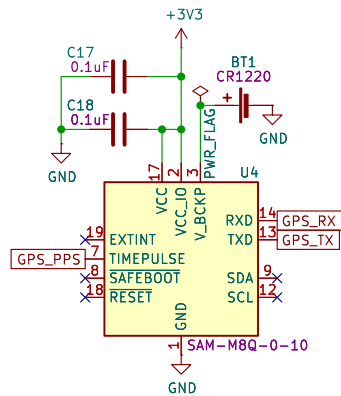 +3V3
C17
0.1uF
BT1
CR1220
+
C18
0.1uF
GND
GND
PWR_FLAG
17
2
3
U4
VCC
VCC_IO
V_BCKP
RXD
14
GPS_RX
19
EXTINT
TXD
13
GPS_TX
GPS_PPS
7
TIMEPULSE
8
SAFEBOOT
SDA
9
18
RESET
SCL
12
GND
1
SAM-M8Q-0-10
GND